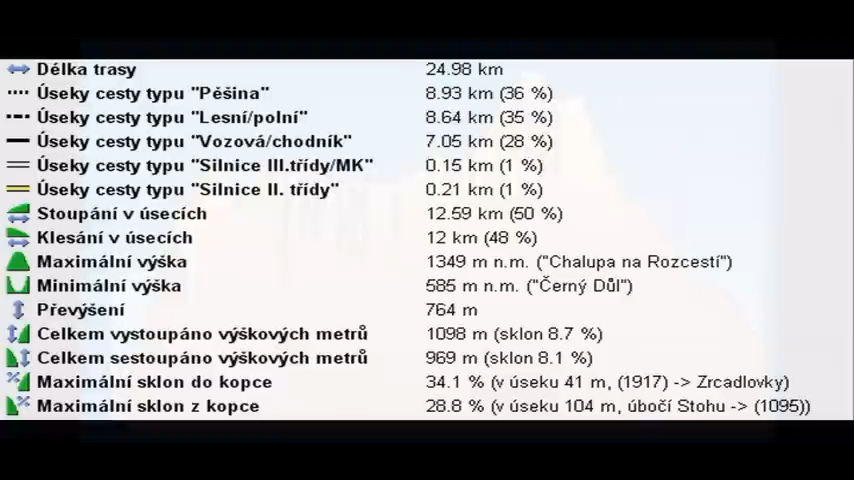 Délka trasy 24.98 km
Úseky cesty typu "Pěšina" 8.93 km (36 %)
Úseky cesty typu "Lesní/polní" 8.64 km (35 %)
Úseky cesty typu "Vozová/chodník" 7.05 km (28 %)
Úseky cesty typu "Silnice III.třídy/MK" 0.15 km (1 %)
Úseky cesty typu "Silnice II. třídy" 0.21 km (1 %)
Stoupání v úsecích 12.59 km (50 %)
Klesání v úsecích 12 km (48 %)
Maximální výška 1349 m n.m. ("Chalupa na Rozcestí")
Minimální výška 585 m n.m. ("Černý Důl")
Převýšení 764 m
Celkem vystoupáno výškových metrů 1098 m (sklon 8.7 %)
Celkem sestoupáno výškových metrů 969 m (sklon 8.1 %)
Maximální sklon do kopce 34.1 % (v úseku 41 m, (1917) -> Zrcadlovky)
Maximální sklon z kopce 28.8 % (v úseku 104 m, úbočí Stohu -> (1095))